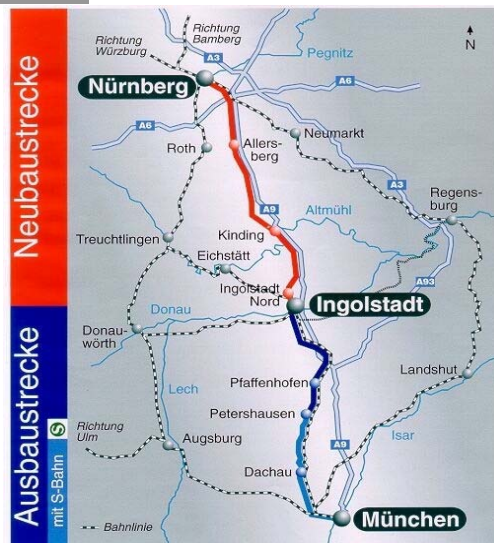 Neubaustrecke
Ausbaustrecke
mit S-Bahn
S
Richtung
Bamberg
Richtung
Würzburg
A3
Pegnitz
N
Nürnberg
A6
A6
Neumarkt
Roth
Allers-
berg
A3
Regens-
burg
A9
Altmühl
Kinding
Treuchtlingen
Eichstätt
A93
Ingolstadt
Nord
Ingolstadt
Donau
Donau-
wörth
Pfaffenhofen
Landshut
Lech
Petershausen
Richtung
Ulm
Augsburg
A9
Isar
Dachau
München
Bahnlinie